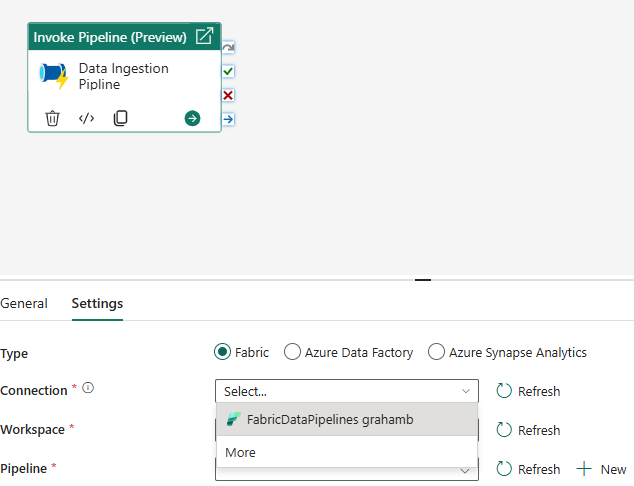 Invoke Pipeline (Preview)
Data Ingestion
Pipline
General Settings
Type Fabric Azure Data Factory Azure Synapse Analytics
Connection * Select... Refresh
FabricDataPipelines grahamb
Workspace * Refresh
More
Pipeline * Refresh New